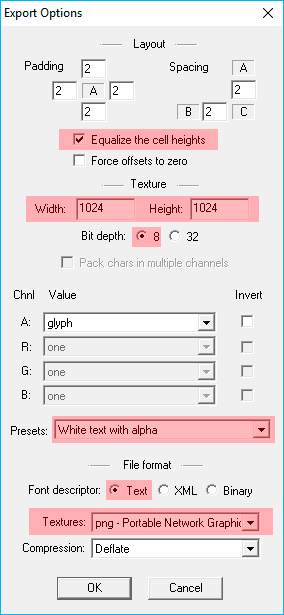 Export Options
Layout
Padding
2
2 A 2
2
Spacing
A
2
B 2 C
Equalize the cell heights
Force offsets to zero
Texture
Width: 1024 Height: 1024
Bit depth: 8 32
Pack chars in multiple channels
Chnl Value Invert
A: glyph
R: one
G: one
B: one
Presets: White text with alpha
File format
Font descriptor: Text XML Binary
Textures: png - Portable Network Graphic
Compression: Deflate
OK Cancel